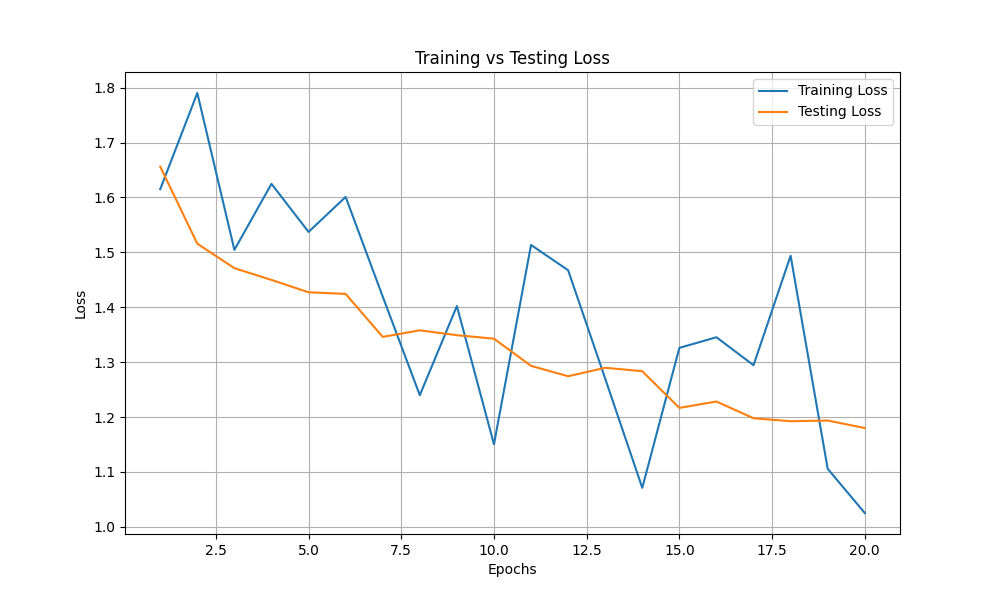 Training vs Testing Loss
Training Loss
Testing Loss
1.8
1.7
1.6
1.5
1.4
1.3
1.2
1.1
1.0
Loss
2.5 5.0 7.5 10.0 12.5 15.0 17.5 20.0
Epochs